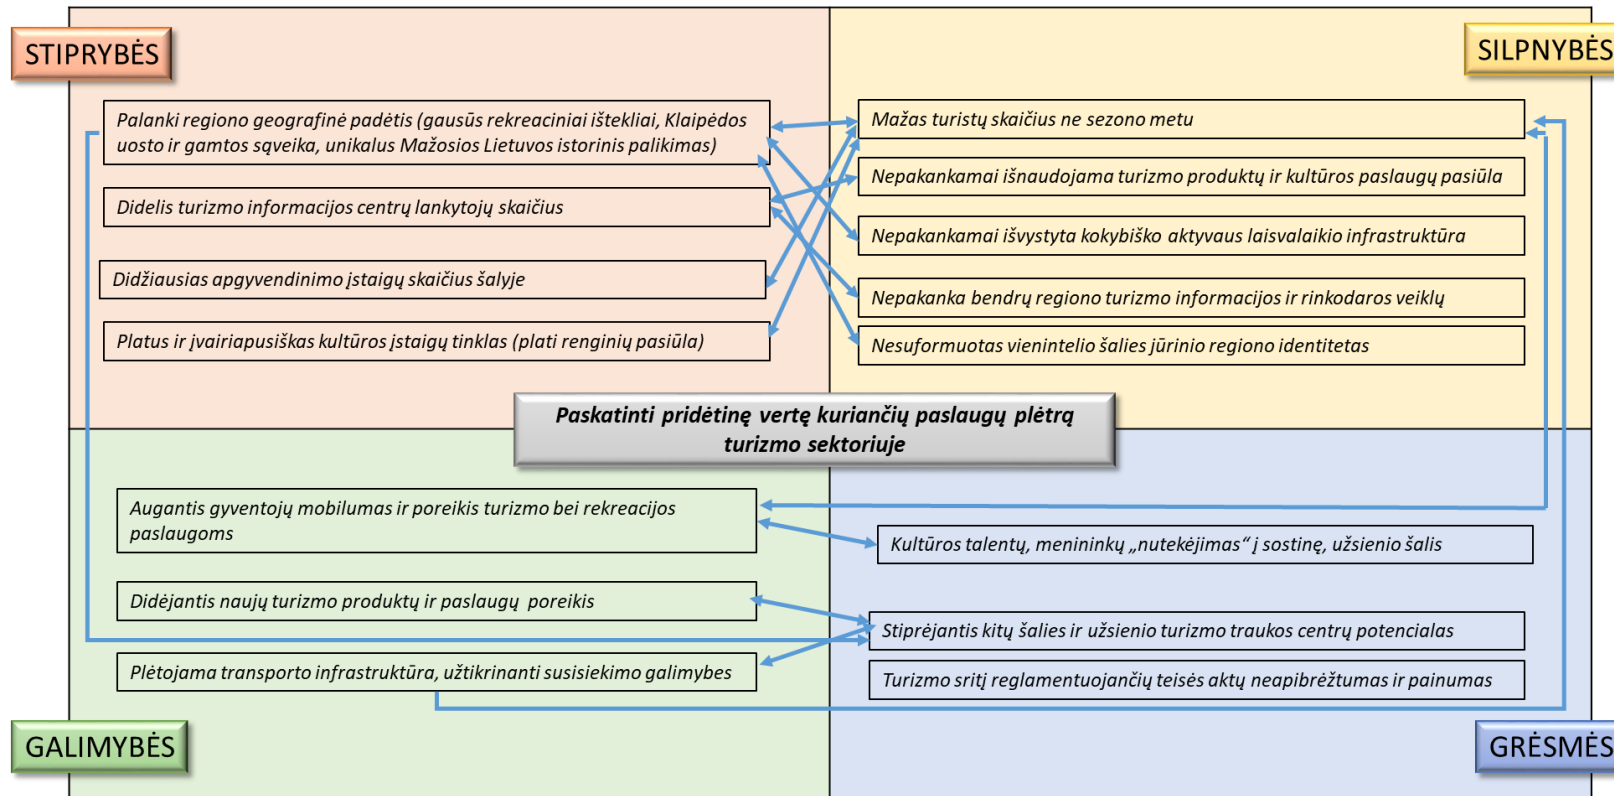 STIPRYBĖS
Palanki regiono geografinė padėtis (gausūs rekreaciniai ištekliai, Klaipėdos
uosto ir gamtos sąveika, unikalus Mažosios Lietuvos istorinis palikimas)
Didelis turizmo informacijos centrų lankytojų skaičius
Didžiausias apgyvendinimo įstaigų skaičius šalyje
Platus ir įvairiapusiškas kultūros įstaigų tinklas (plati renginių pasiūla)
SILPNYBĖS
Mažas turistų skaičius ne sezono metu
Nepakankamai išnaudojama turizmo produktų ir kultūros paslaugų pasiūla
Nepakankamai išvystyta kokybiško aktyvaus laisvalaikio infrastruktūra
Nepakanka bendrų regiono turizmo informacijos ir rinkodaros veiklų
Nesuformuotas vienintelio šalies jūrinio regiono identitetas
Paskatinti pridėtinę vertę kuriančių paslaugų plėtrą
turizmo sektoriuje
Augantis gyventojų mobilumas ir poreikis turizmo bei rekreacijos
paslaugoms
Didėjantis naujų turizmo produktų ir paslaugų poreikis
Plėtojama transporto infrastruktūra, užtikrinanti susisiekimo galimybes
GALIMYBĖS
Kultūros talentų, menininkų „nutekėjimas“ į sostinę, užsienio šalis
Stiprėjantis kitų šalies ir užsienio turizmo traukos centrų potencialas
Turizmo sritį reglamentuojančių teisės aktų neapibrėžtumas ir painumas
GRĖSMĖS